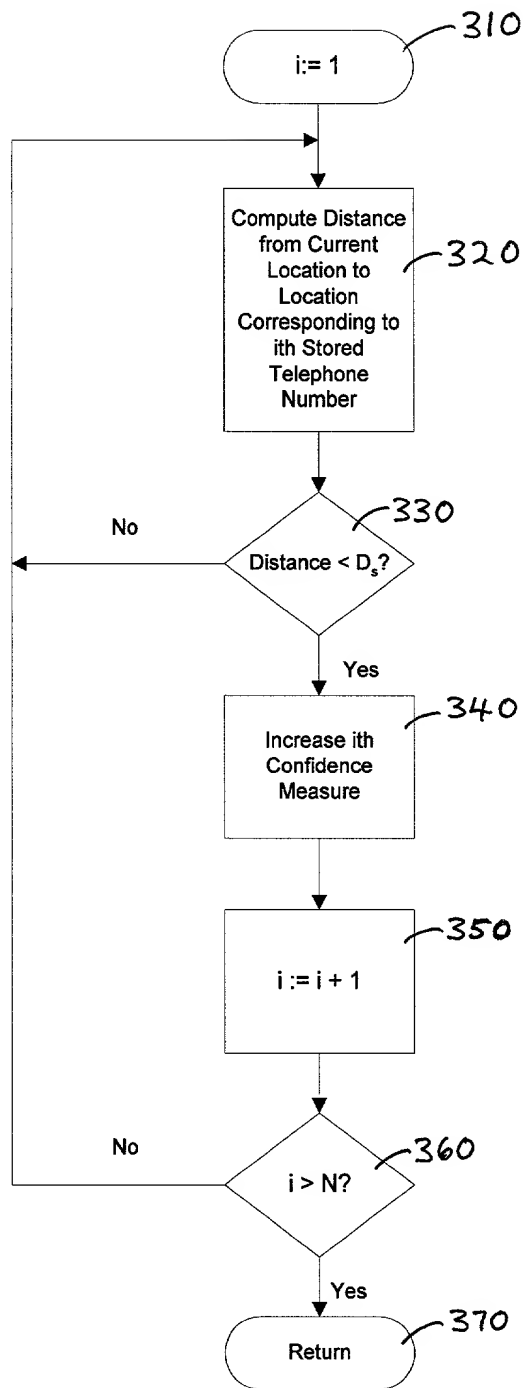 310
i:= 1
Compute Distance
from Current
Location to
Location
Corresponding to
ith Stored
Telephone
Number
320
330
No
Distance < Dₛ?
Yes
340
Increase ith
Confidence
Measure
350
i := i + 1
No
360
i > N?
Yes
370
Return